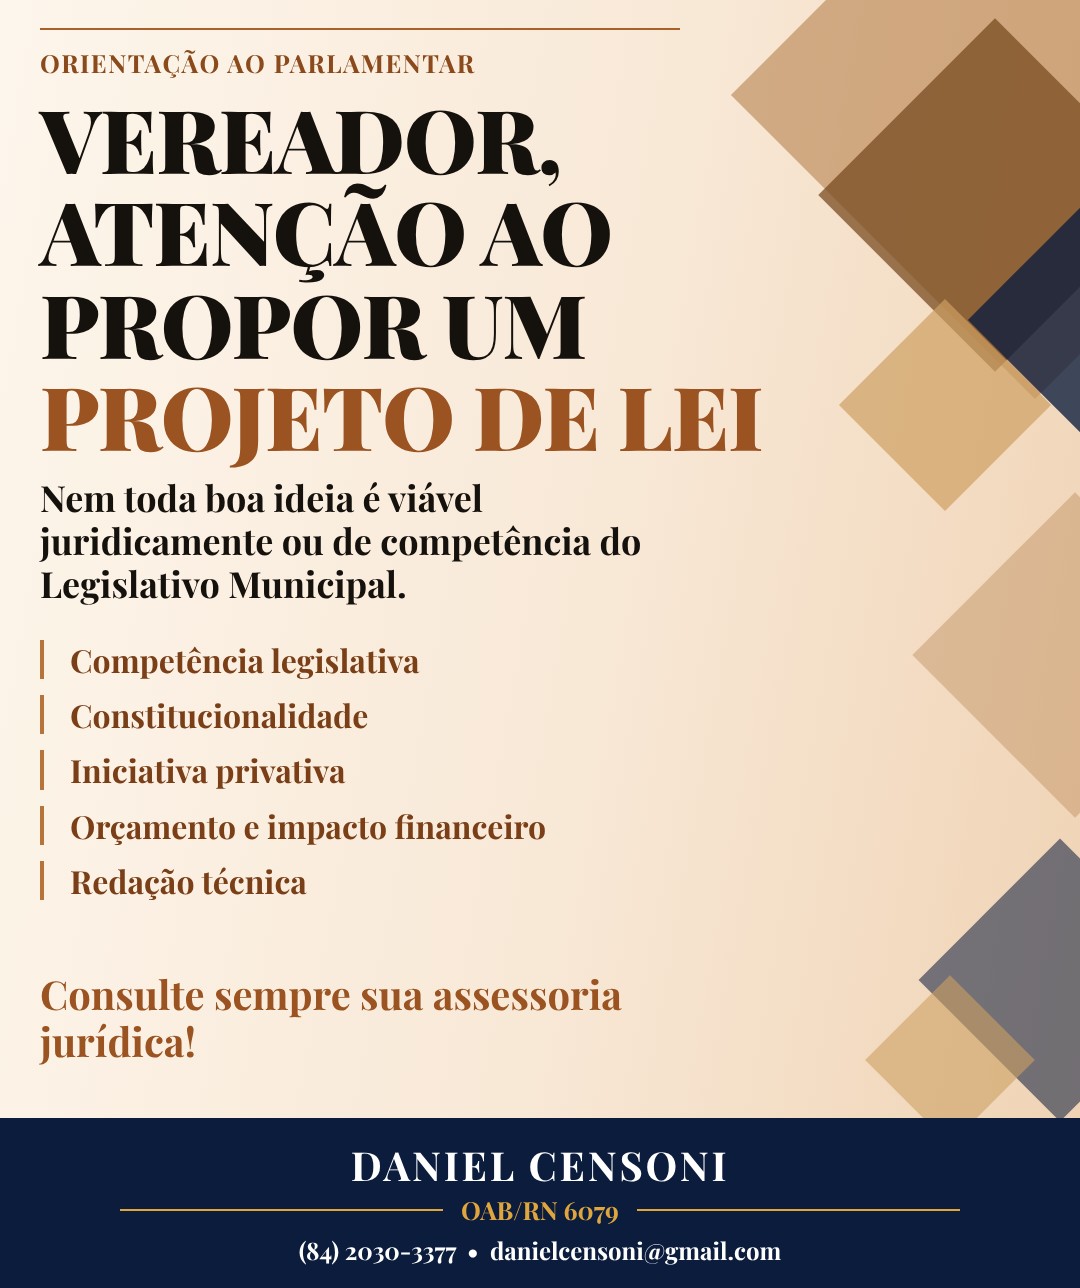 ORIENTAÇÃO AO PARLAMENTAR
VEREADOR,
ATENÇÃO AO
PROPOR UM
PROJETO DE LEI
Nem toda boa ideia é viável
juridicamente ou de competência do
Legislativo Municipal.
Competência legislativa
Constitucionalidade
Iniciativa privativa
Orçamento e impacto financeiro
Redação técnica
Consulte sempre sua assessoria
jurídica!
DANIEL CENSONI
OAB/RN 6079
(84) 2030-3377 • danielcensoni@gmail.com